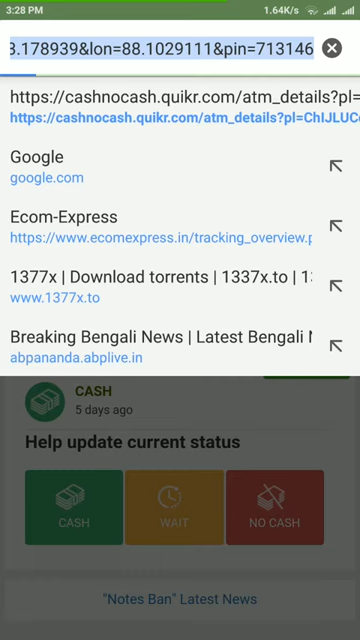 3:28 PM
1.64K/s
3.178939&lon=88.1029111&pin=713146
https://cashnocash.quikr.com/atm_details?pl=
https://cashnocash.quikr.com/atm_details?pl=ChIJLUC
Google
google.com
Ecom-Express
https://www.ecomexpress.in/tracking_overview.p
1377x | Download torrents | 1337x.to | 13
www.1377x.to
Breaking Bengali News | Latest Bengali N
abpananda.abplive.in
CASH
5 days ago
Help update current status
CASH
WAIT
NO CASH
"Notes Ban" Latest News